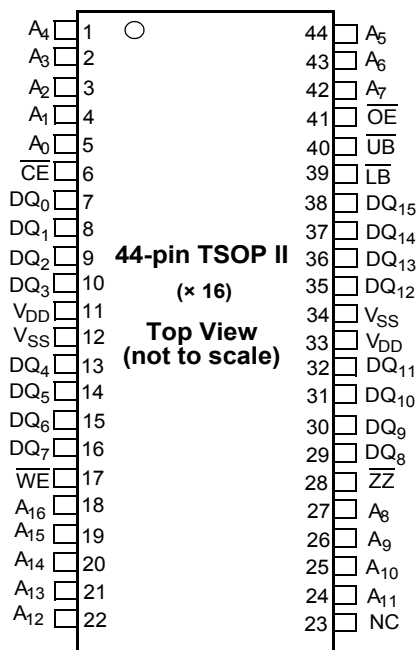 A4 1 44 A5
A3 2 43 A6
A2 3 42 A7
A1 4 41 OE
A0 5 40 UB
CE 6 39 LB
DQ0 7 38 DQ15
DQ1 8 37 DQ14
DQ2 9 36 DQ13
DQ3 10 35 DQ12
VDD 11 34 VSS
VSS 12 33 VDD
DQ4 13 32 DQ11
DQ5 14 31 DQ10
DQ6 15 30 DQ9
DQ7 16 29 DQ8
WE 17 28 ZZ
A16 18 27 A8
A15 19 26 A9
A14 20 25 A10
A13 21 24 A11
A12 22 23 NC
44-pin TSOP II
(× 16)
Top View
(not to scale)